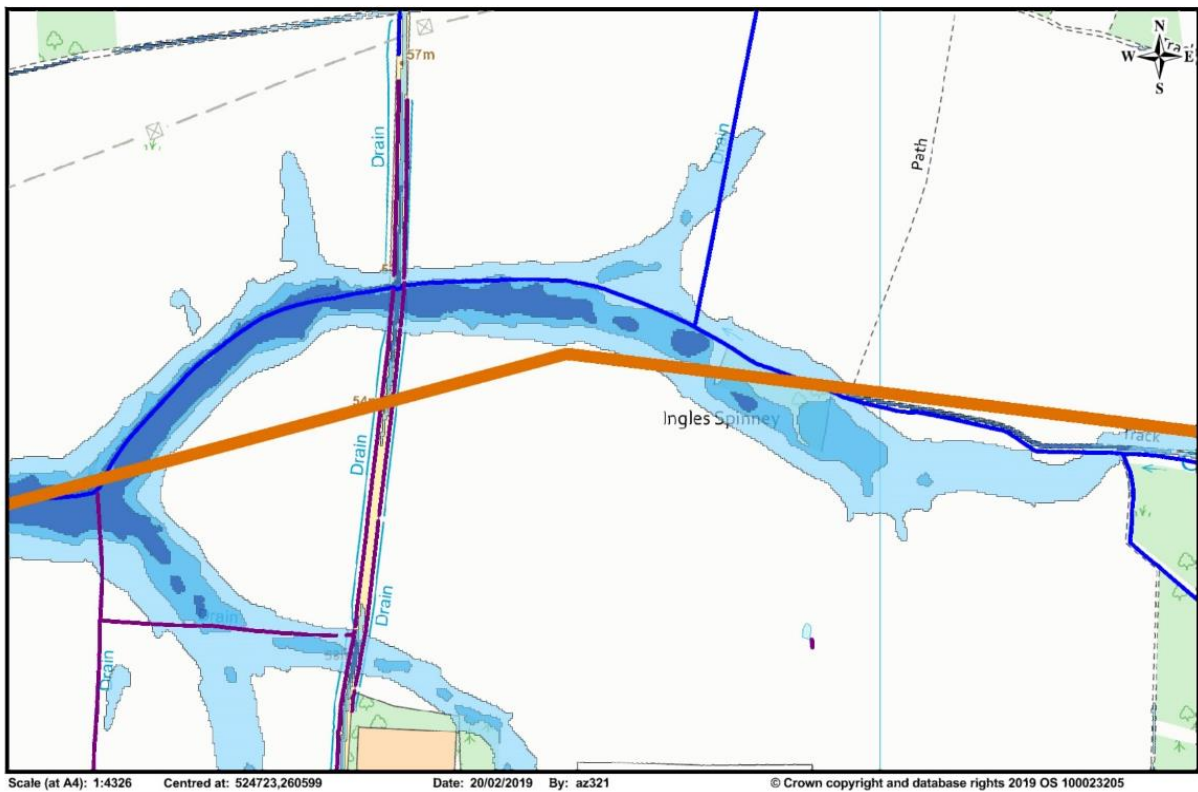 N
W E
S
57m
Drain
Drain
Path
54m
Ingles Spinney
Track
Drain
Drain
Drain
Drain
Scale (at A4): 1:4326 Centred at: 524723,260599 Date: 20/02/2019 By: az321 © Crown copyright and database rights 2019 OS 100023205